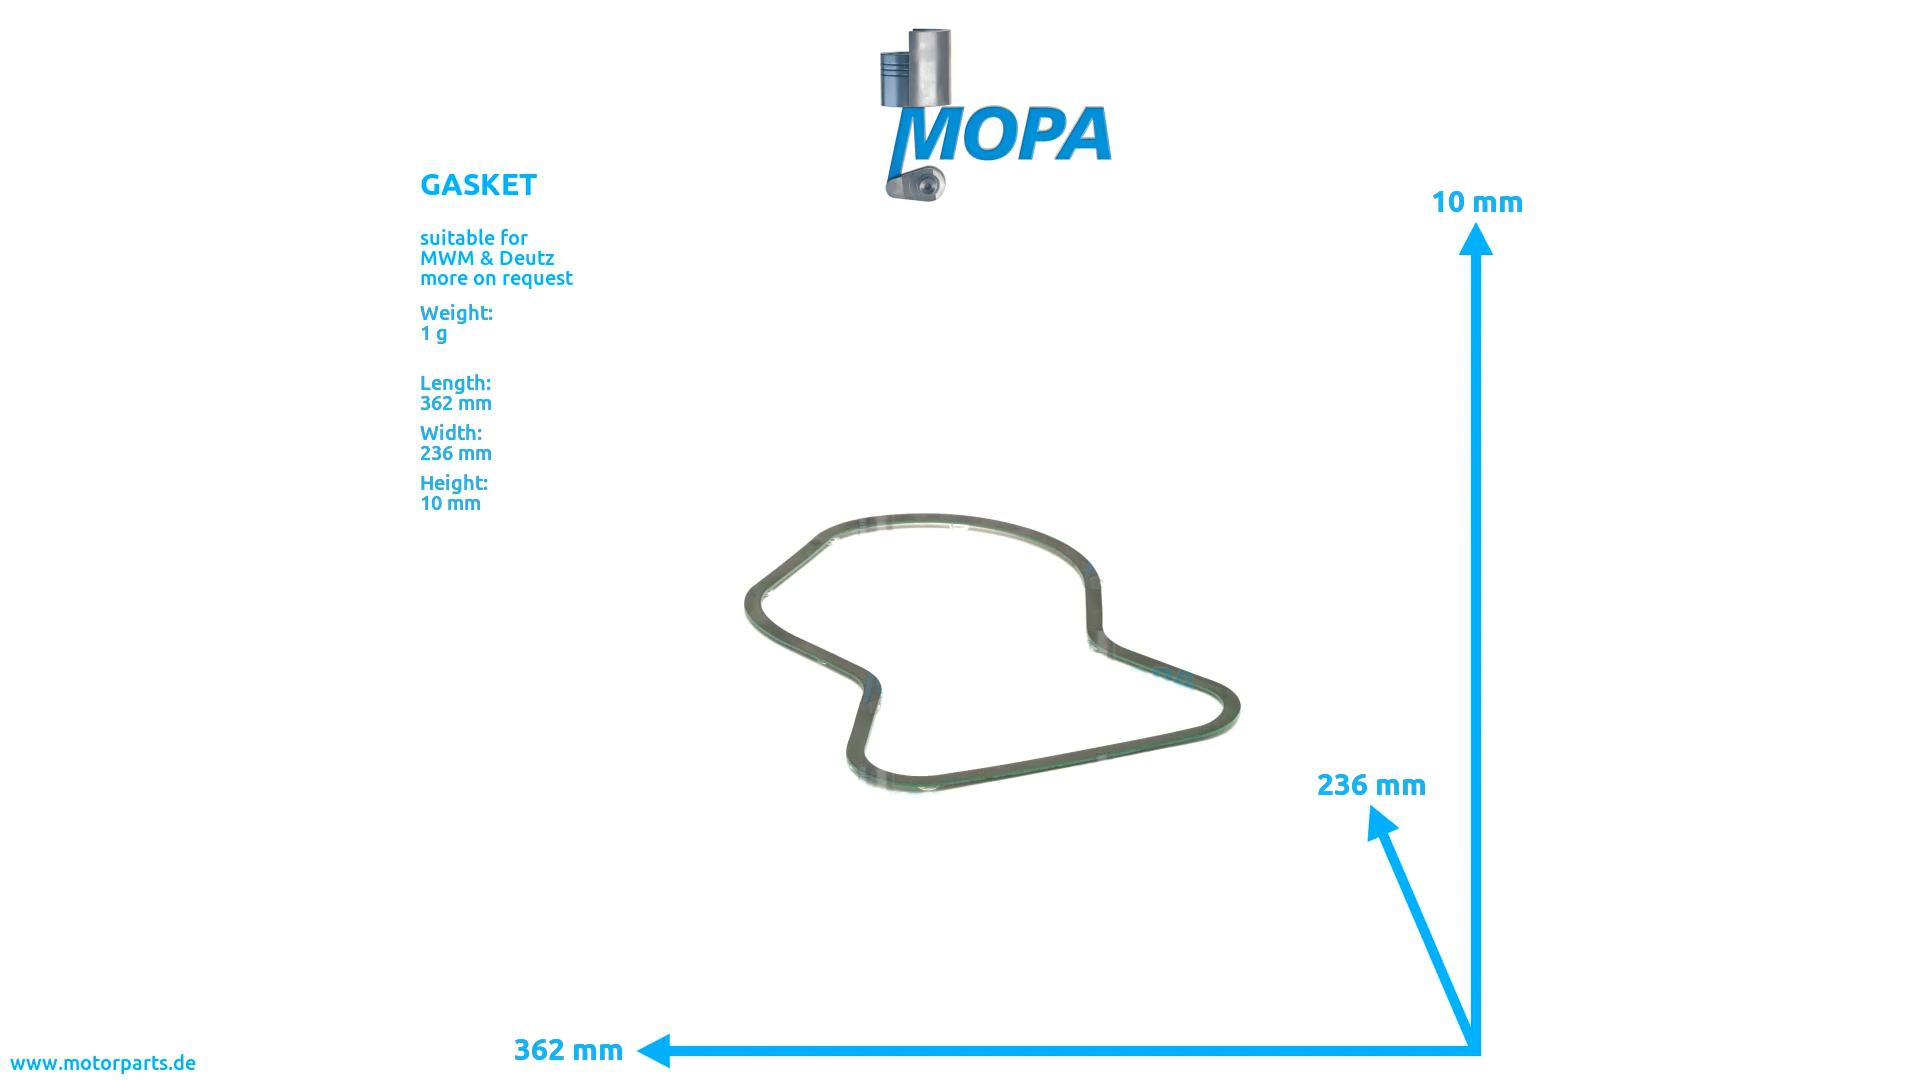 MOPA
GASKET
suitable for
MWM & Deutz
more on request
Weight:
1 g
Length:
362 mm
Width:
236 mm
Height:
10 mm
10 mm
236 mm
362 mm
www.motorparts.de